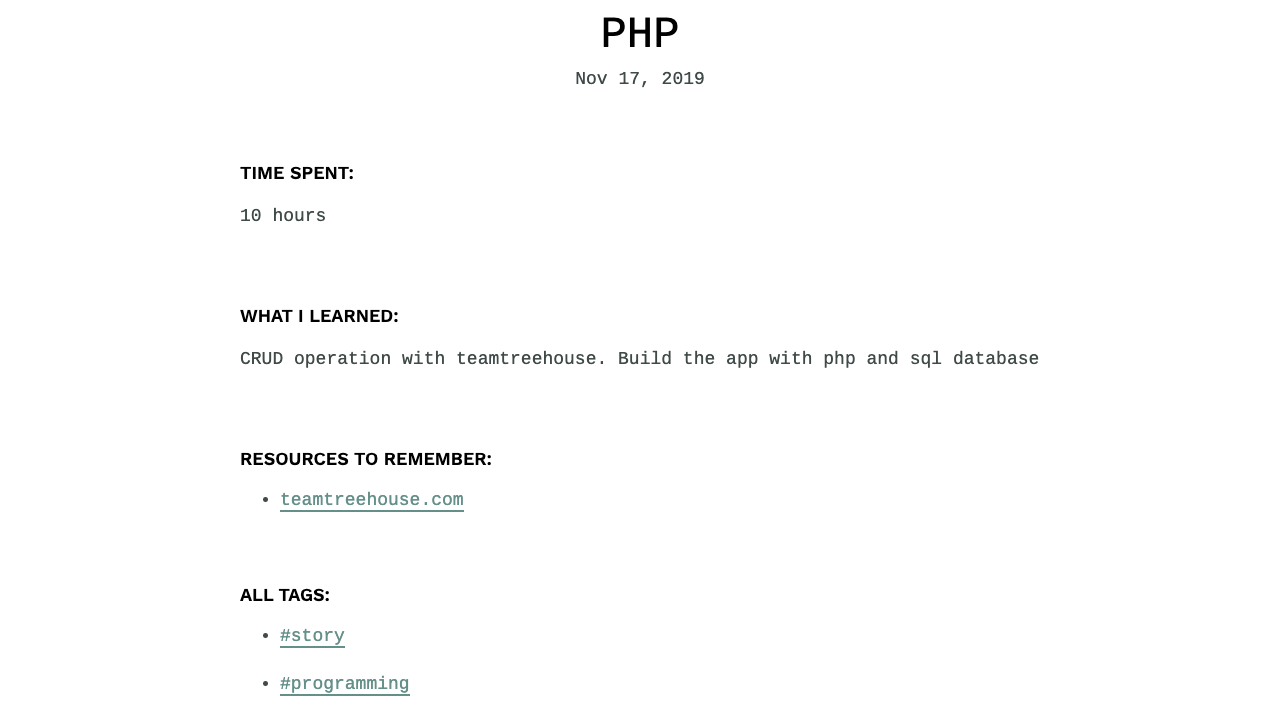 PHP
Nov 17, 2019
TIME SPENT:
10 hours
WHAT I LEARNED:
CRUD operation with teamtreehouse. Build the app with php and sql database
RESOURCES TO REMEMBER:
teamtreehouse.com
ALL TAGS:
#story
#programming